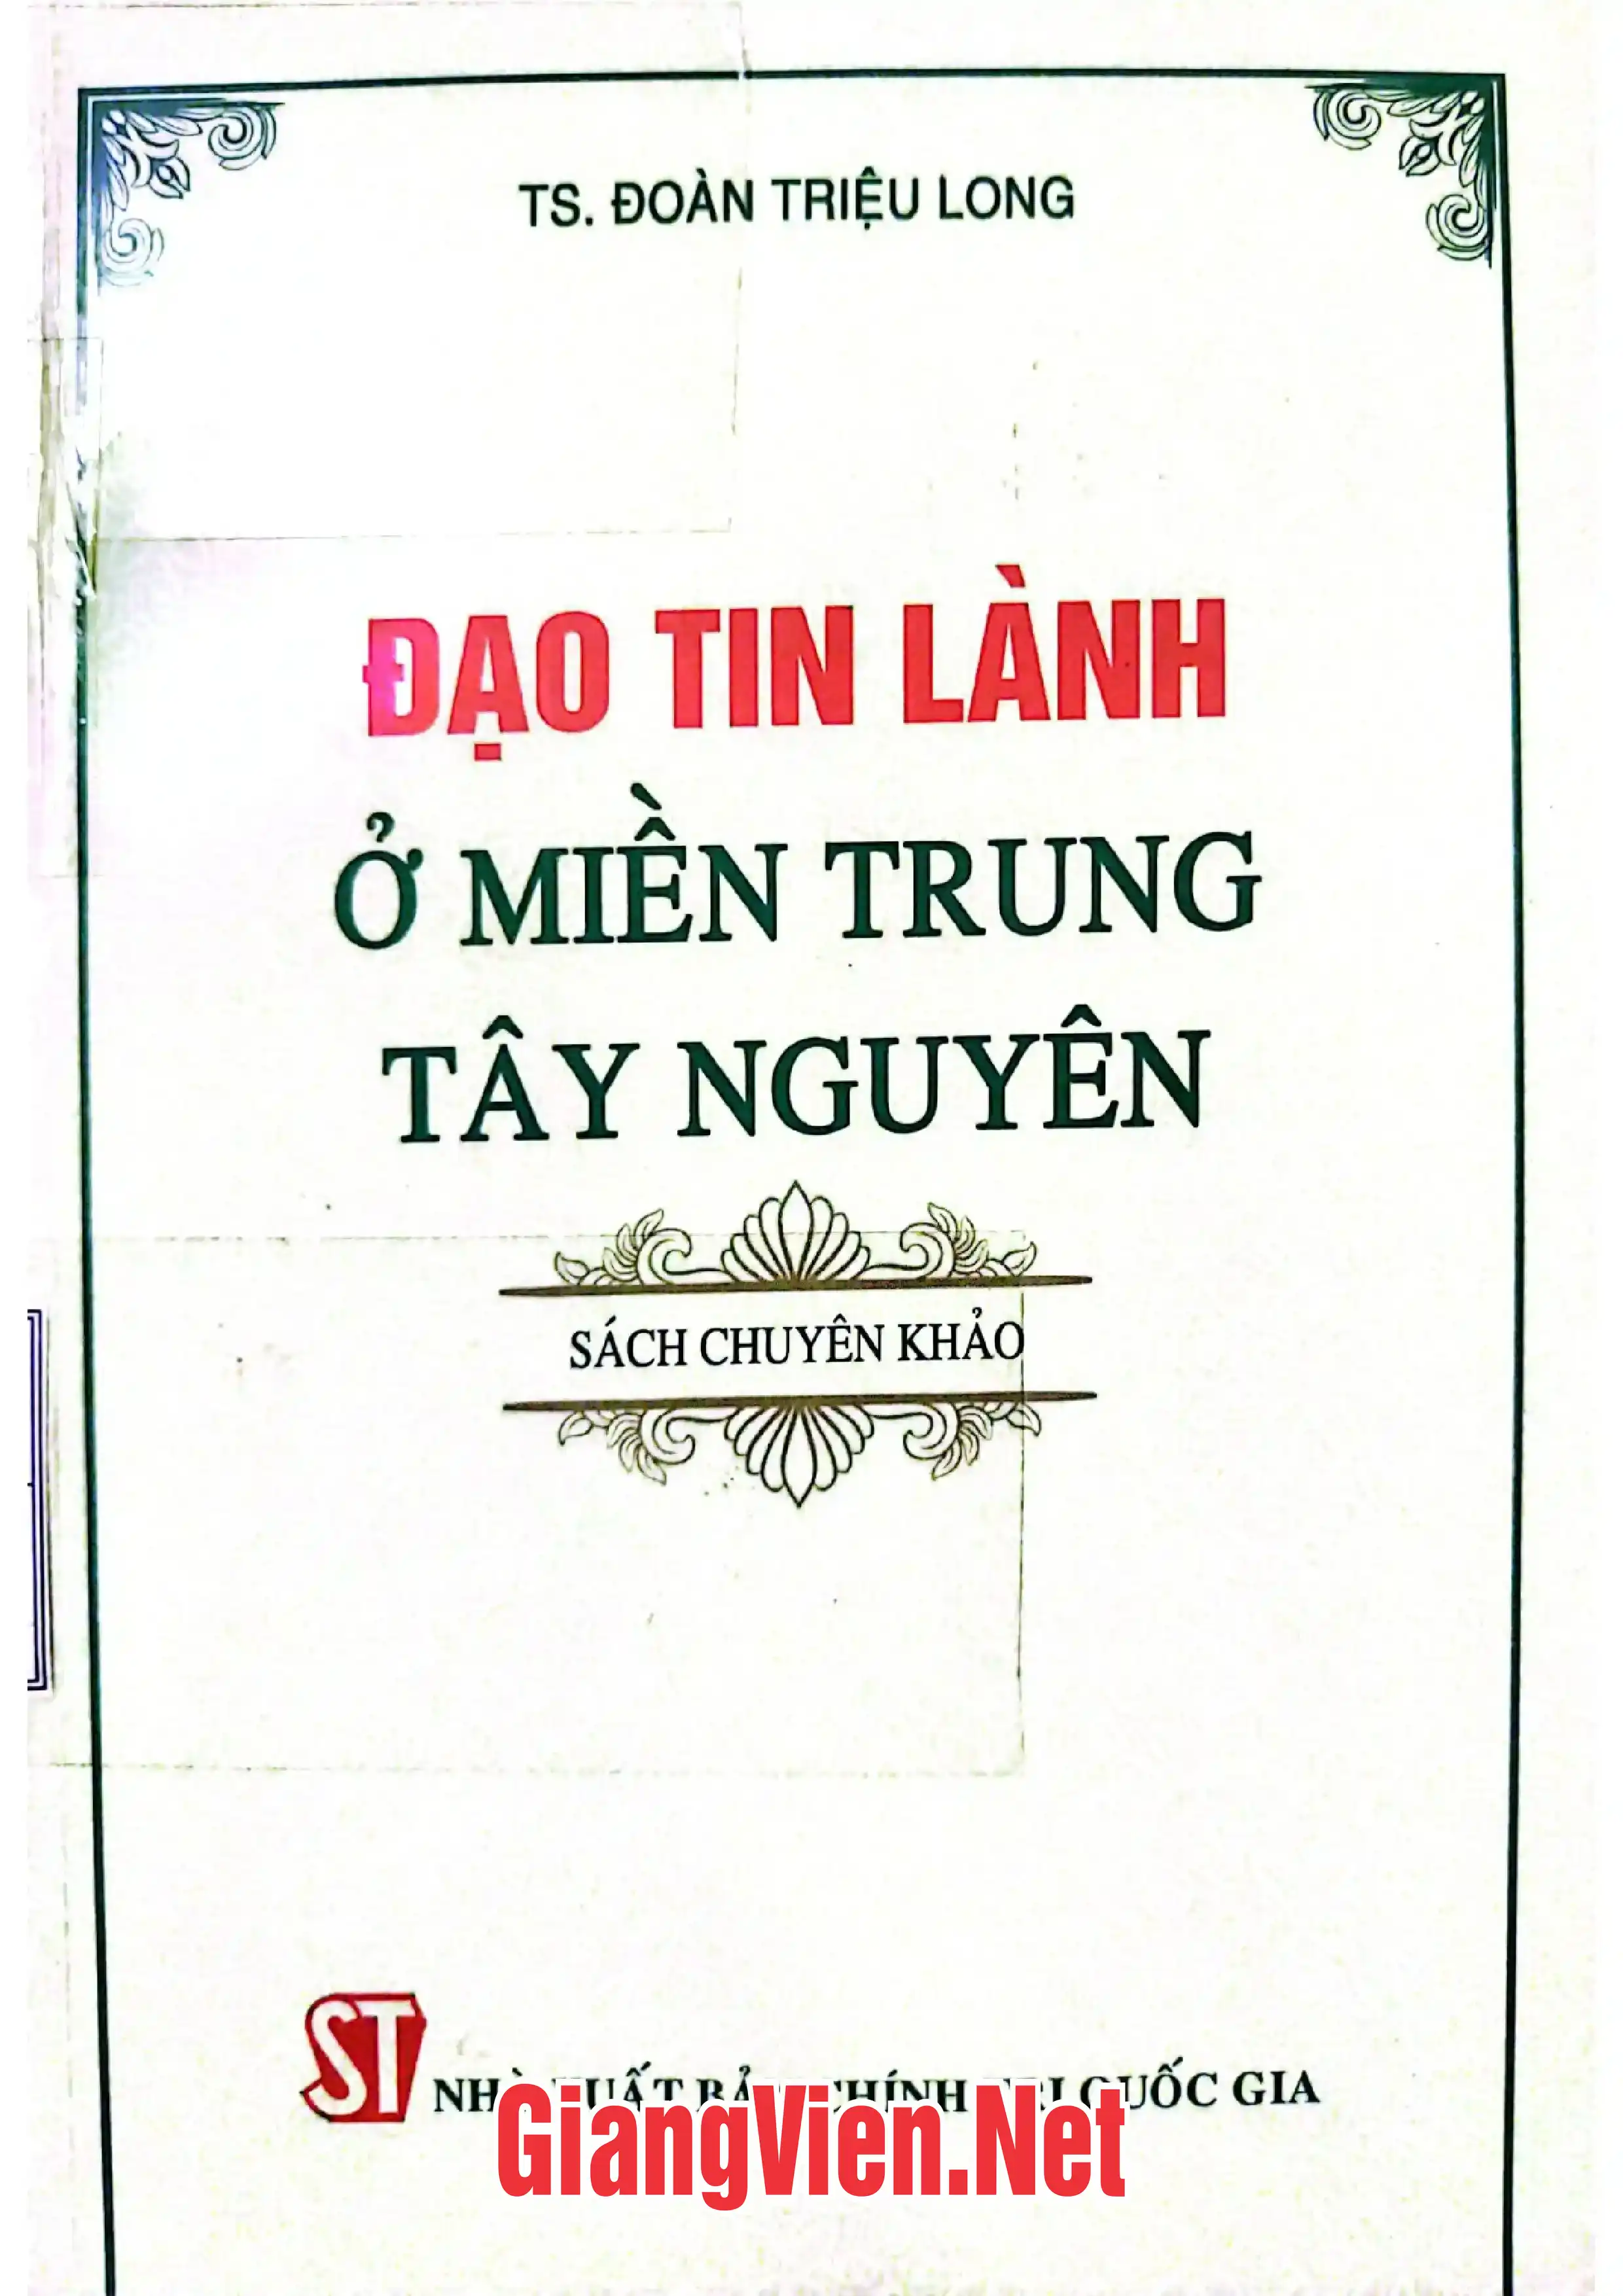 TS. ĐOÀN TRIỆU LONG
ĐẠO TIN LÀNH
Ở MIỀN TRUNG
TÂY NGUYÊN
SÁCH CHUYÊN KHẢO
ST
QUỐC GIA
GiangVien.Net